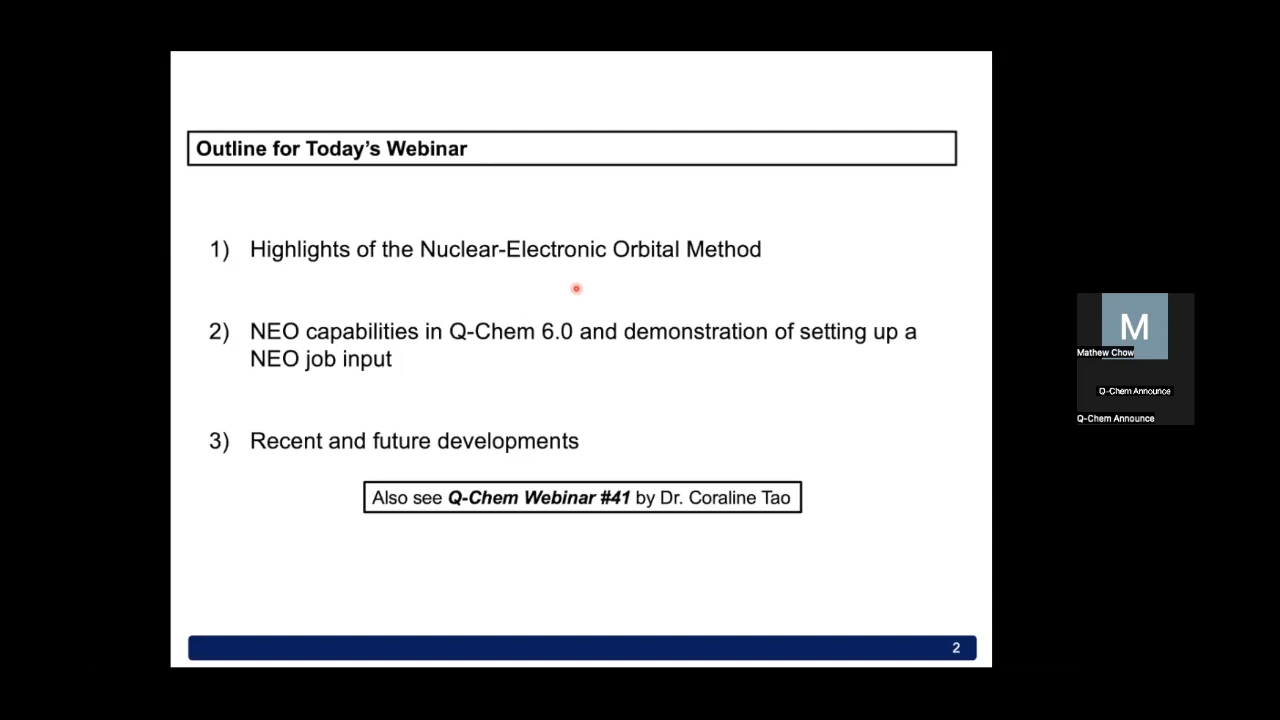 Outline for Today's Webinar
1) Highlights of the Nuclear-Electronic Orbital Method
2) NEO capabilities in Q-Chem 6.0 and demonstration of setting up a
NEO job input
3) Recent and future developments
Also see Q-Chem Webinar #41 by Dr. Coraline Tao
2
M
Mathew Chow
Q-Chem Announce
Q-Chem Announce